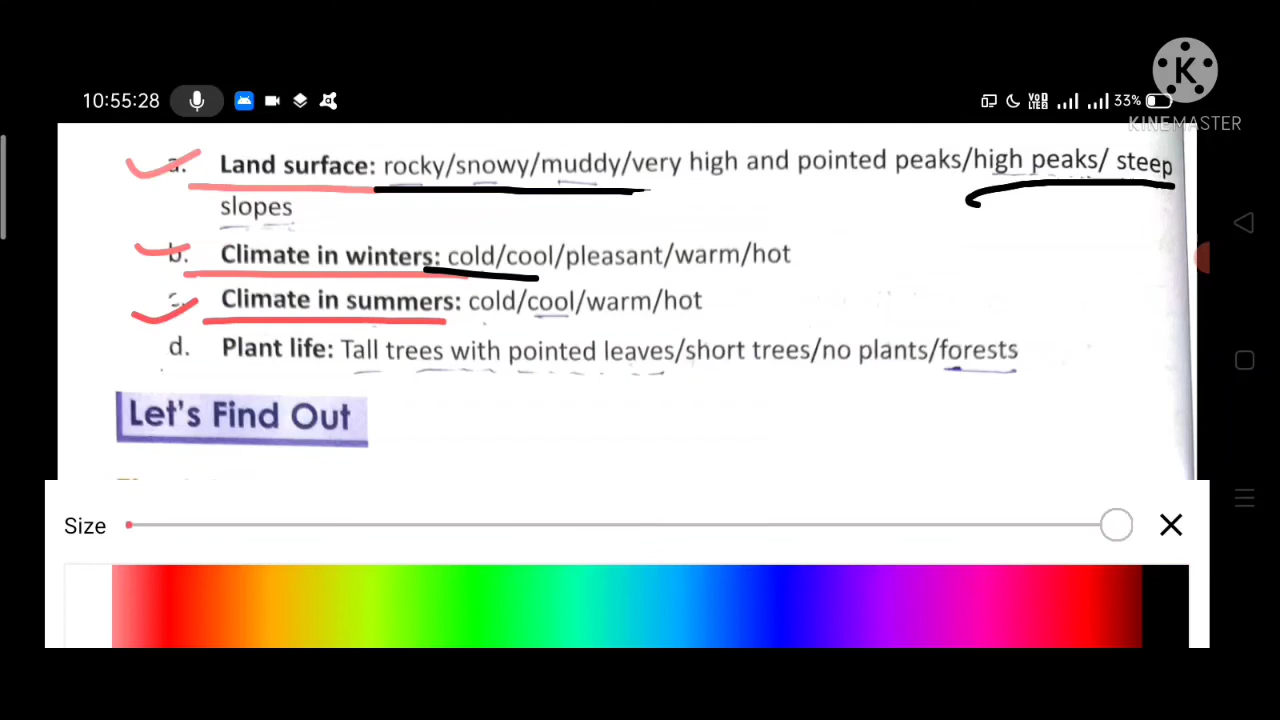 10:55:28
33%
KINEMASTER
Land surface: rocky/snowy/muddy/very high and pointed peaks/high peaks/ steep
slopes
b. Climate in winters: cold/cool/pleasant/warm/hot
Climate in summers: cold/cool/warm/hot
d. Plant life: Tall trees with pointed leaves/short trees/no plants/forests
Let's Find Out
Size